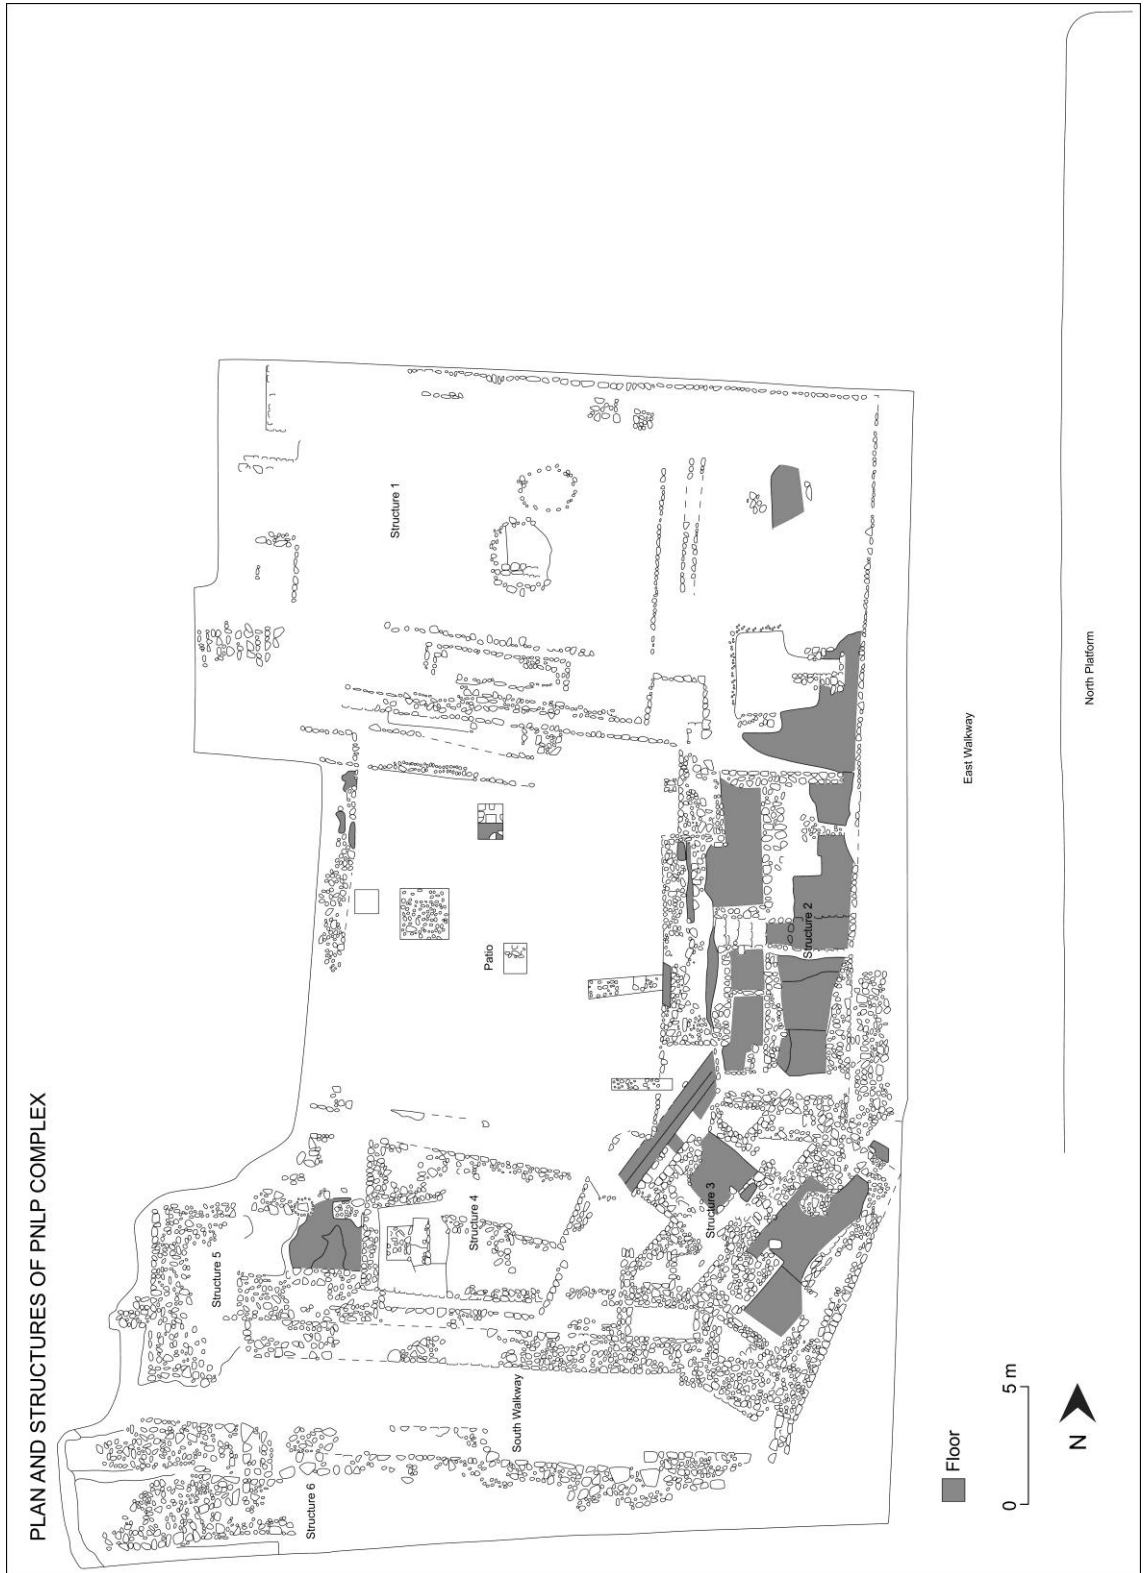 PLAN AND STRUCTURES OF PNLP COMPLEX
Structure 6
Structure 5
Structure 1
Structure 4
Patio
South Walkway
Structure 3
Structure 2
East Walkway
North Platform
Floor
0 5 m
N